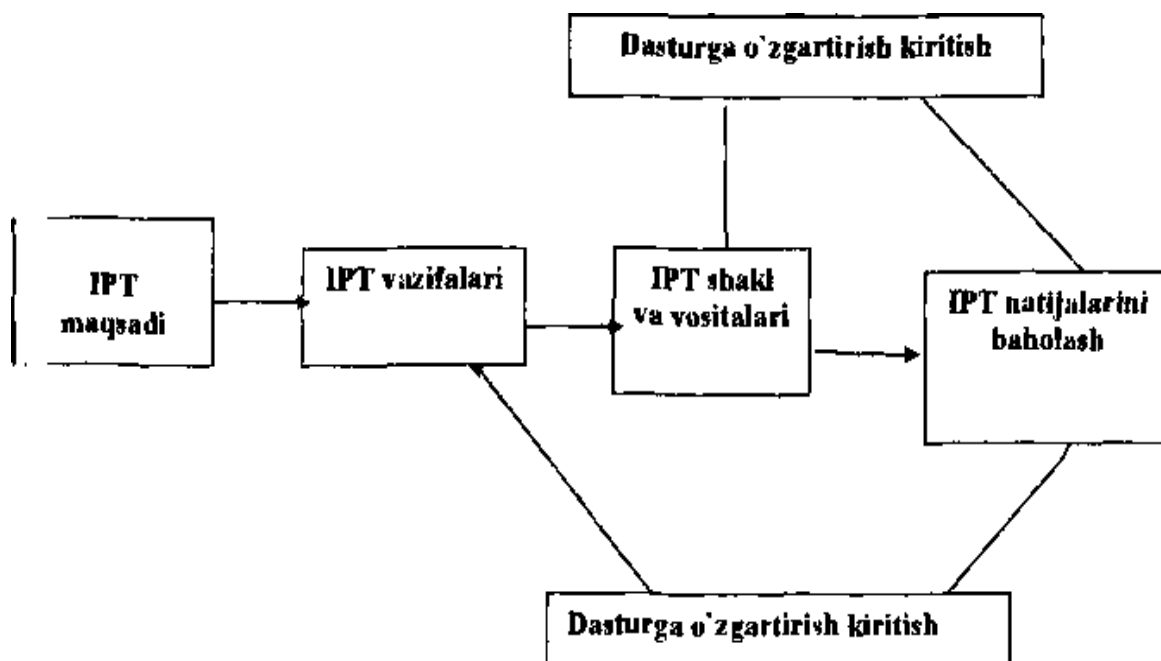 Dasturga o`zgartirish kiritish
IPT
maqsadi
IPT vazifalari
IPT shakl
va vositalari
IPT natijalarini
baholash
Dasturga o`zgartirish kiritish